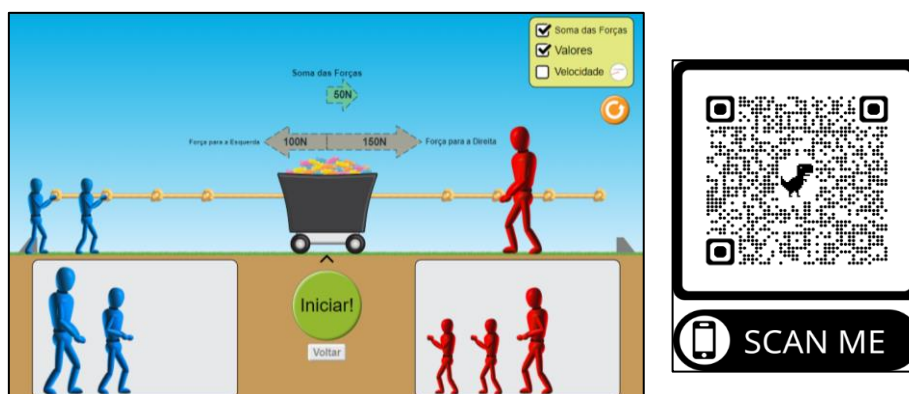 Soma das Forças
Valores
Velocidade
Soma das Forças
50N
Força para a Esquerda
100N
150N
Força para a Direita
Iniciar!
Voltar
SCAN ME